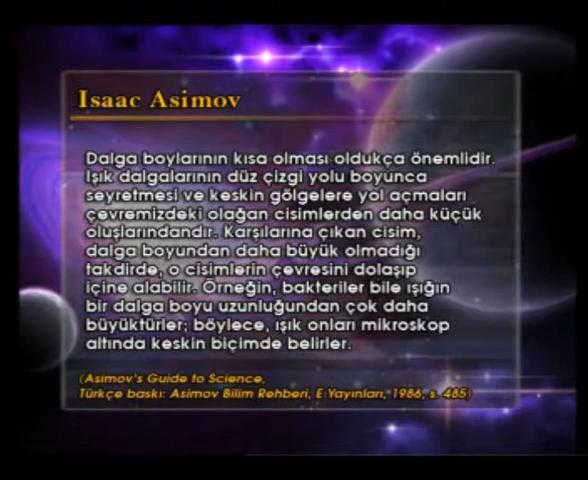 Isaac Asimov
Dalga boylarının kısa olması oldukça önemlidir.
Işık dalgalarının düz çizgi yolu boyunca
seyretmesi ve keskin gölgelere yol açmaları
çevremizdeki olağan cisimlerden daha küçük
oluşlarındandır. Karşılarına çıkan cisim,
dalga boyundan daha büyük olmadığı
takdirde, o cisimlerin çevresini dolaşıp
içine alabilir. Örneğin, bakteriler bile ışığın
bir dalga boyu uzunluğundan çok daha
büyüktürler; böylece, ışık onları mikroskop
altında keskin biçimde belirler.
(Asimov's Guide to Science,
Türkçe baskı: Asimov Bilim Rehberi, E Yayınları, 1986, s. 485)